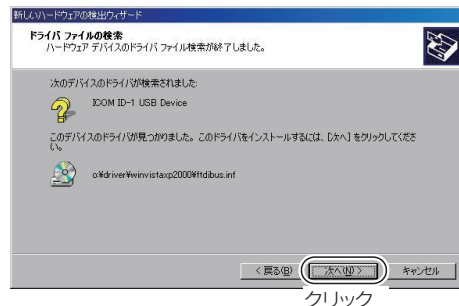 新しいハードウェアの検出ウィザード
ドライバ ファイルの検索
ハードウェア デバイスのドライバ ファイル検索が終了しました。
次のデバイスのドライバが検索されました:
ICOM ID-1 USB Device
このデバイスのドライバが見つかりました。このドライバをインストールするには、[次へ] をクリックしてくださ
い。
o:¥driver¥winvistaxp2000¥ftdibus.inf
< 戻る(B)
次へ(N) >
キャンセル
クリック